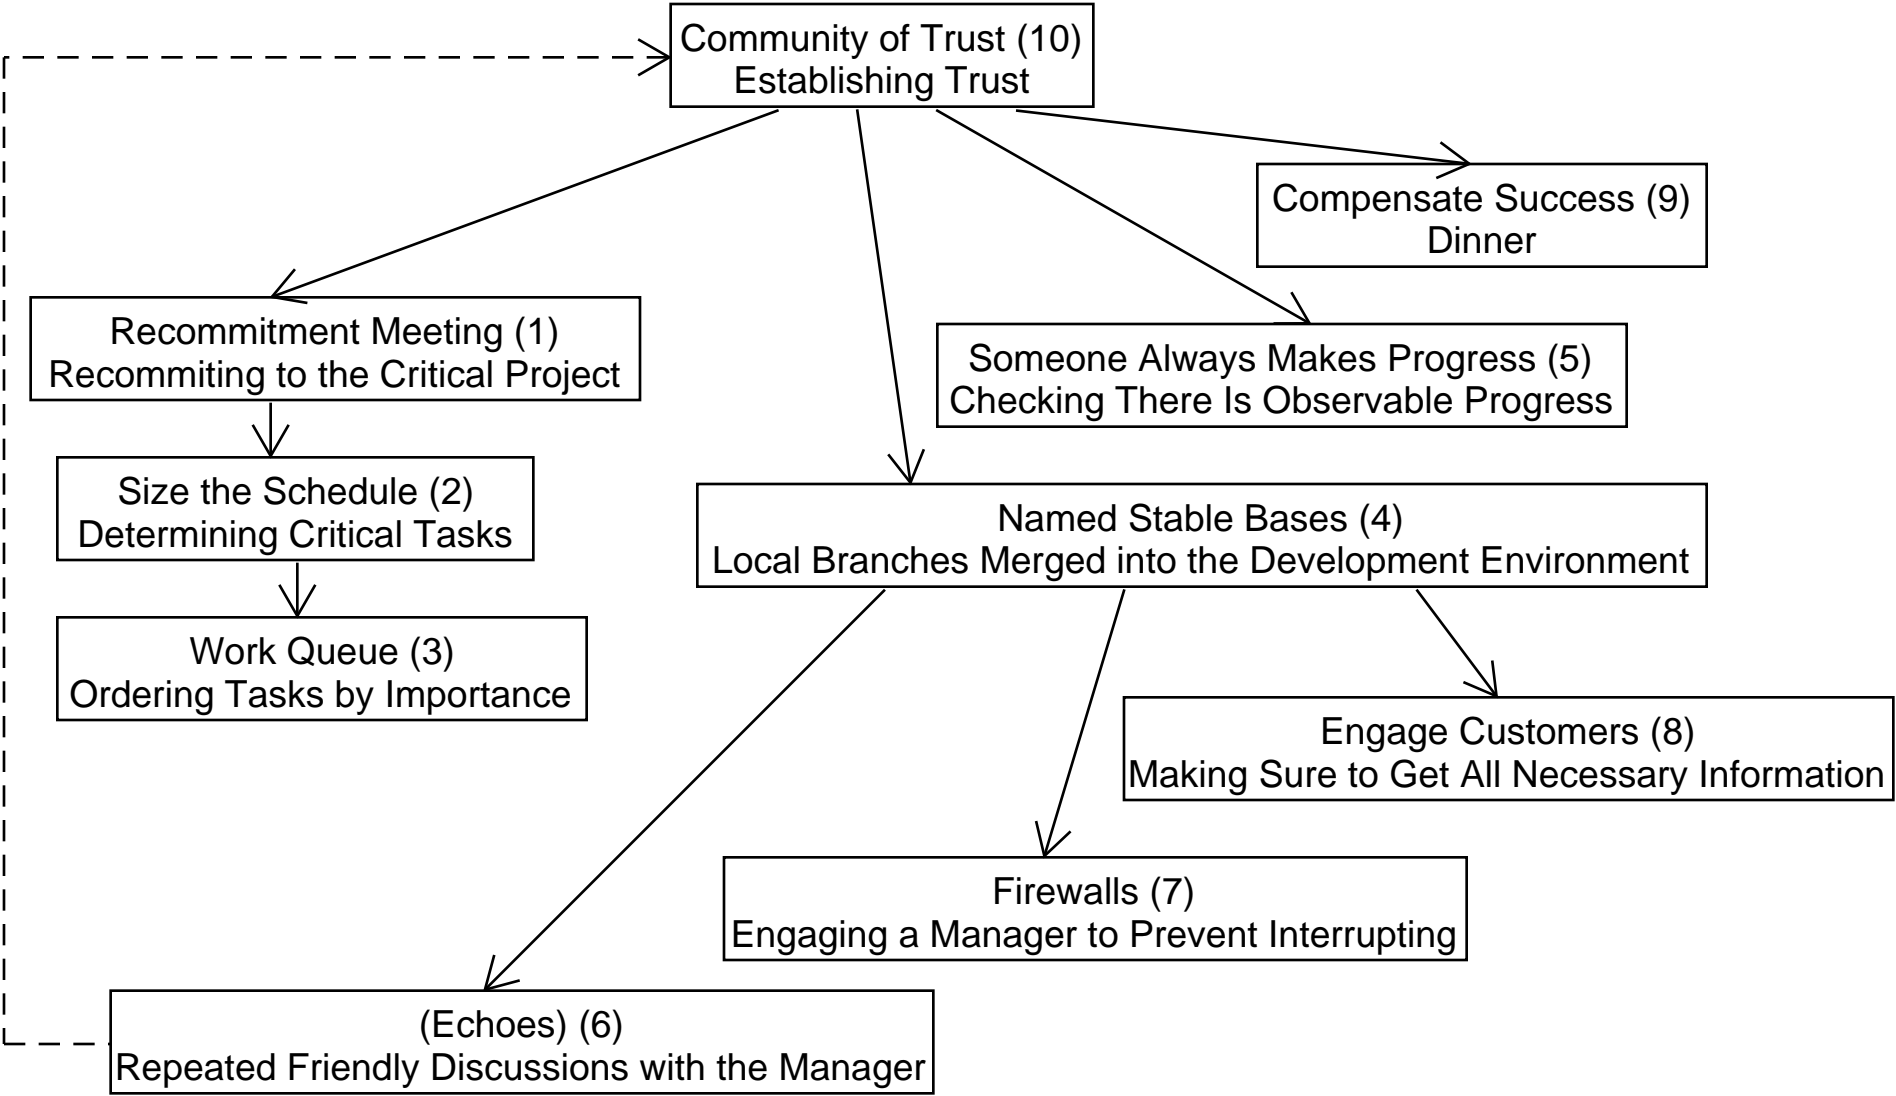 Community of Trust (10)
Establishing Trust
Compensate Success (9)
Dinner
Recommitment Meeting (1)
Recommiting to the Critical Project
Someone Always Makes Progress (5)
Checking There Is Observable Progress
Size the Schedule (2)
Determining Critical Tasks
Named Stable Bases (4)
Local Branches Merged into the Development Environment
Work Queue (3)
Ordering Tasks by Importance
Engage Customers (8)
Making Sure to Get All Necessary Information
Firewalls (7)
Engaging a Manager to Prevent Interrupting
(Echoes) (6)
Repeated Friendly Discussions with the Manager